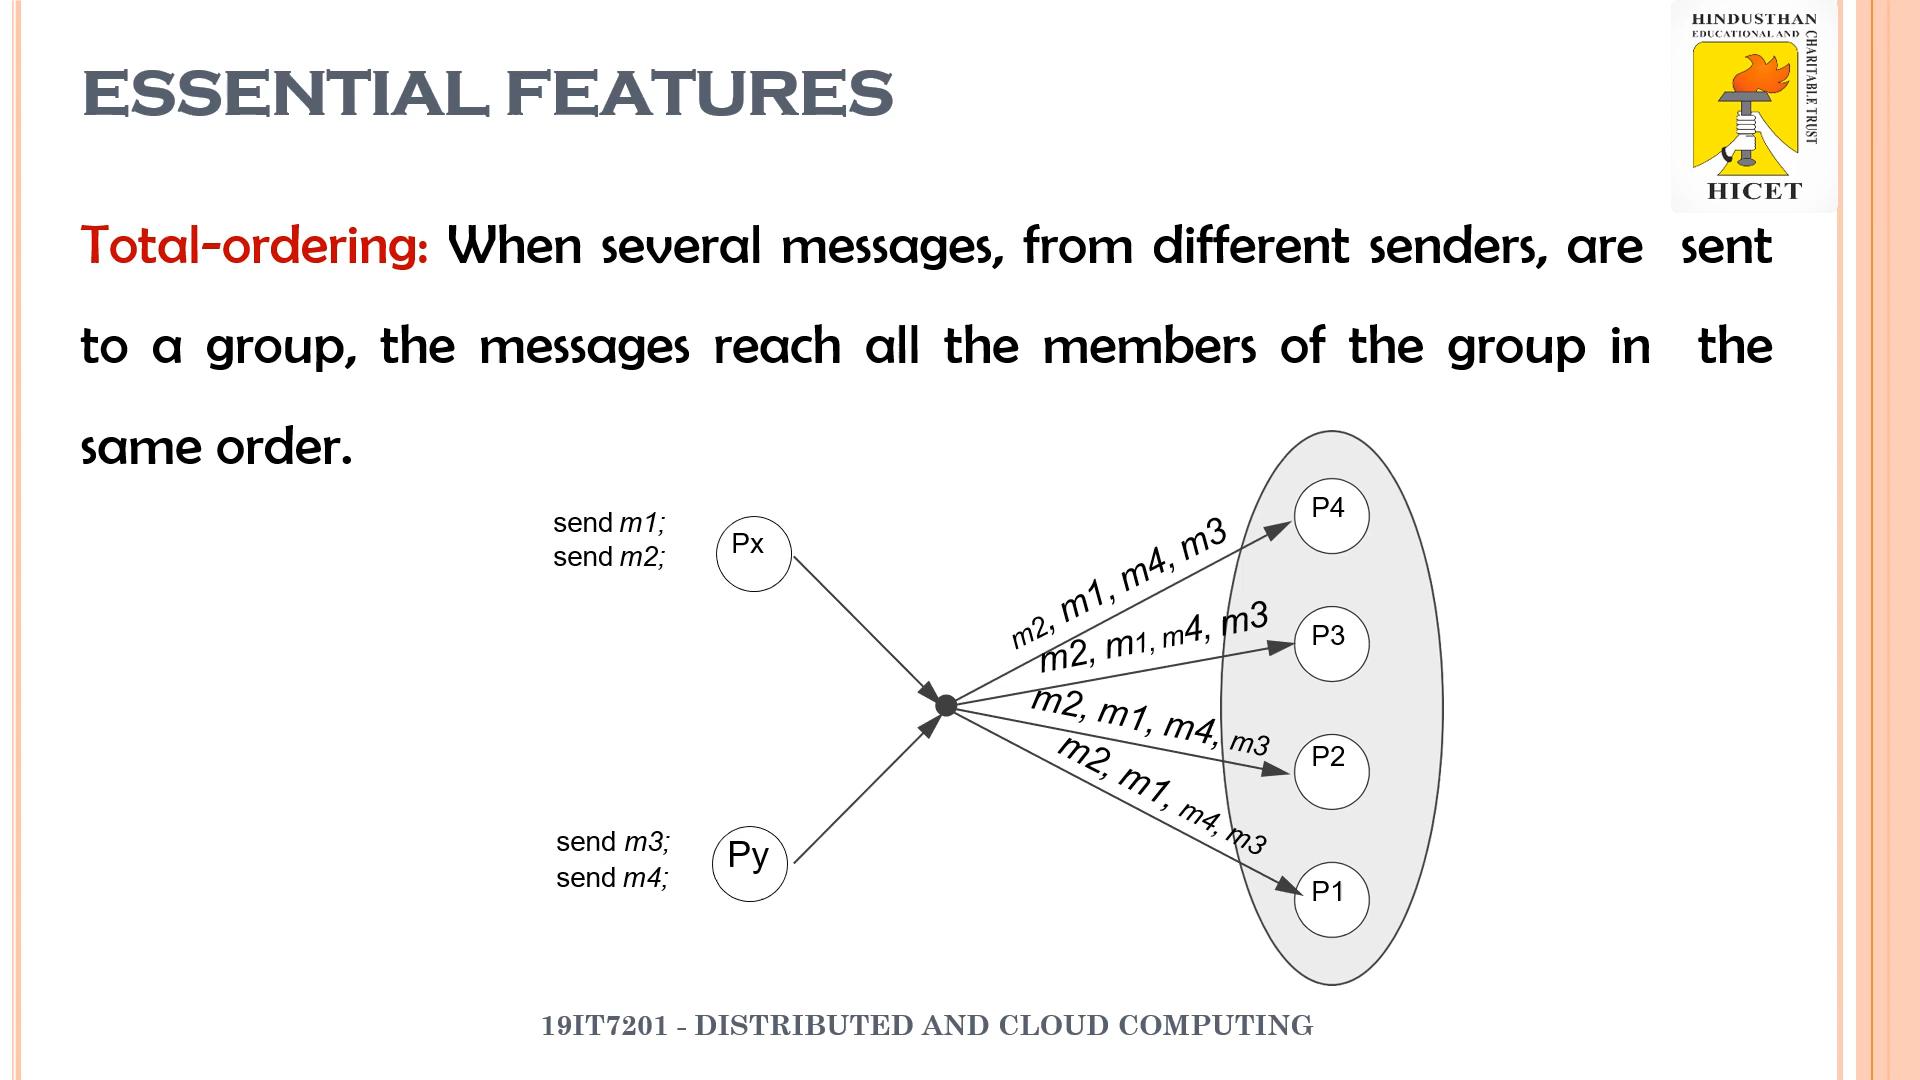 HINDUSTHAN
EDUCATIONAL AND
CHARITABLE TRUST
HICET
ESSENTIAL FEATURES
Total-ordering: When several messages, from different senders, are sent
to a group, the messages reach all the members of the group in the
same order.
send m1;
send m2;
Px
send m3;
send m4;
Py
m2, m1, m4, m3
P4
m2, m1, m4, m3
P3
m2, m1, m4, m3
P2
m2, m1, m4, m3
P1
19IT7201 - DISTRIBUTED AND CLOUD COMPUTING